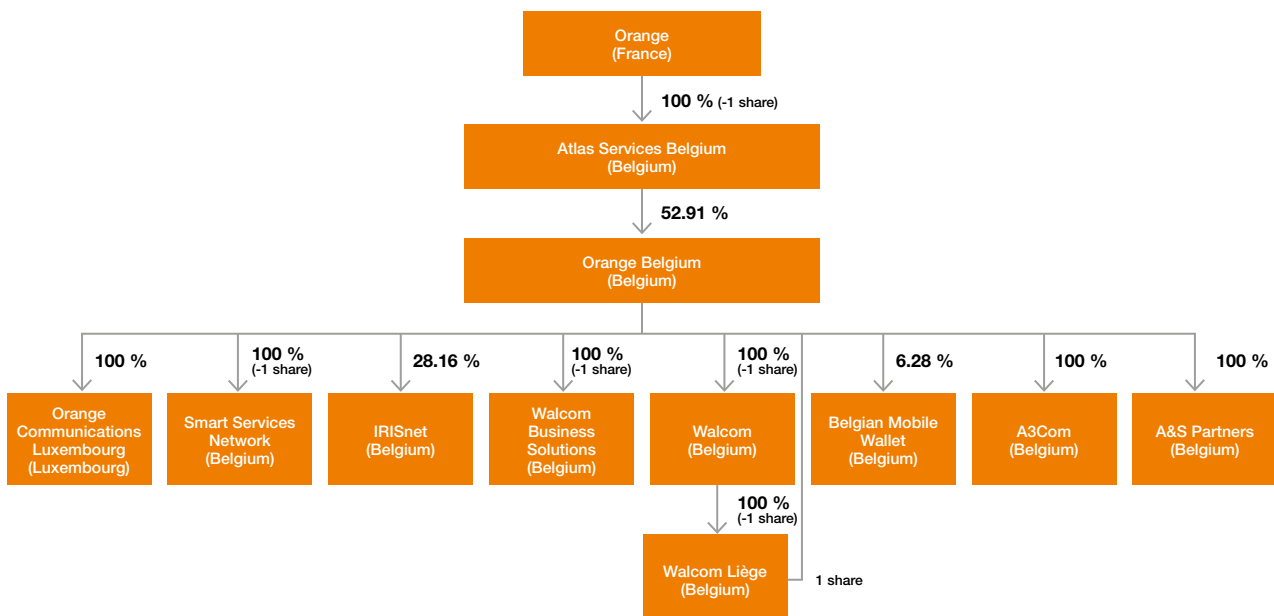 Orange
(France)
100 % (-1 share)
Atlas Services Belgium
(Belgium)
52.91 %
Orange Belgium
(Belgium)
100 %
100 %
(-1 share)
28.16 %
100 %
(-1 share)
100 %
(-1 share)
6.28 %
100 %
100 %
Orange
Communications
Luxembourg
(Luxembourg)
Smart Services
Network
(Belgium)
IRISnet
(Belgium)
Walcom
Business
Solutions
(Belgium)
Walcom
(Belgium)
Belgian Mobile
Wallet
(Belgium)
A3Com
(Belgium)
A&S Partners
(Belgium)
100 %
(-1 share)
Walcom Liège
(Belgium)
1 share